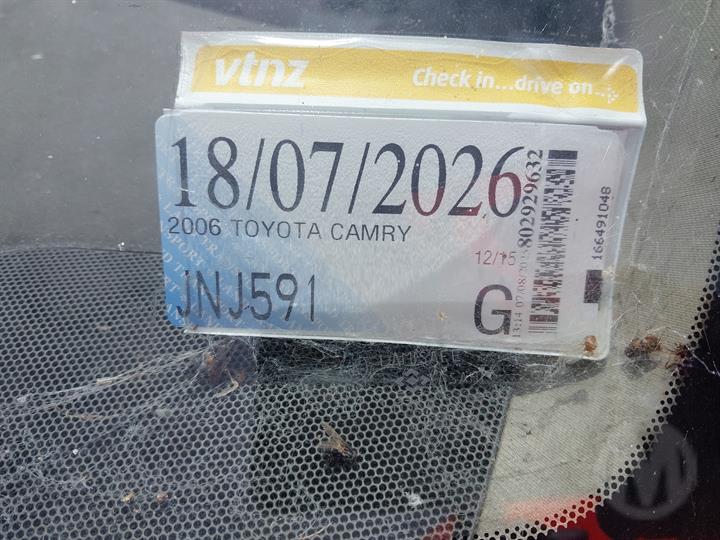 vtnz
Check in...drive on...
18/07/2026
2006 TOYOTA CAMRY
12/15
JNJ591
G
802929632
166491048